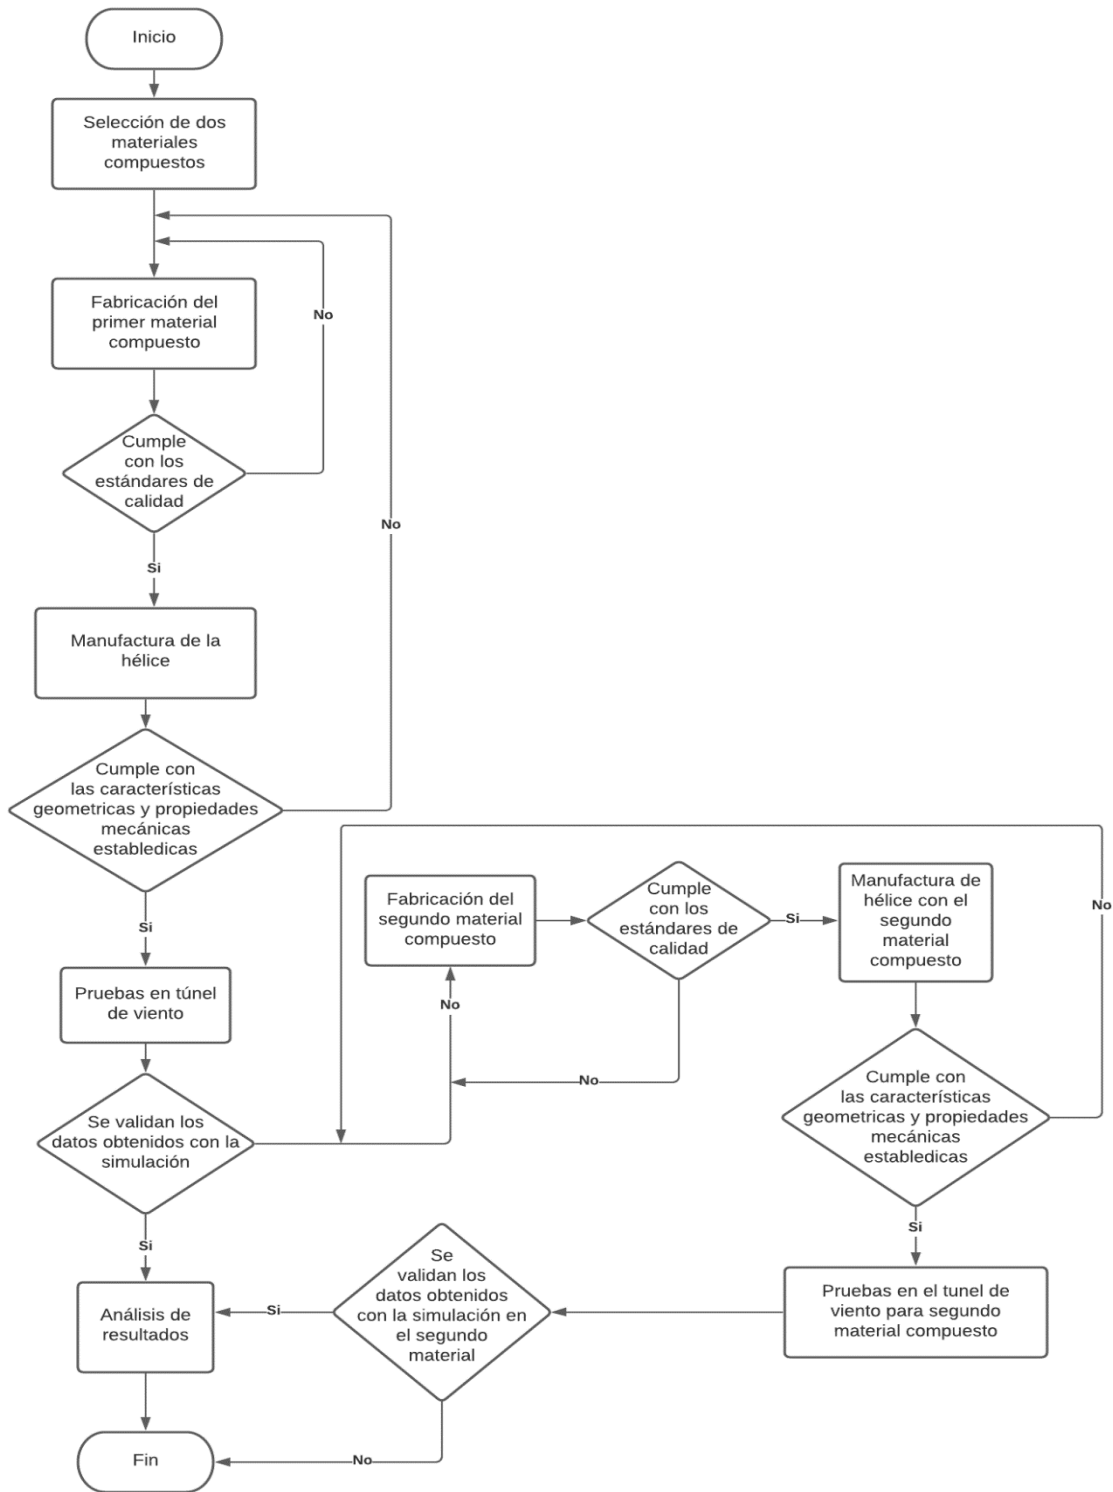 Inicio
Selección de dos
materiales
compuestos
Fabricación del
primer material
compuesto
No
Cumple
con los
estándares de
calidad
No
Si
Manufactura de la
hélice
Cumple con
las características
geometricas y propiedades
mecánicas
establedicas
Si
Pruebas en túnel
de viento
Se validan los
datos obtenidos con la
simulación
No
Fabricación del
segundo material
compuesto
Cumple
con los
estándares de
calidad
No
Si
Manufactura de
hélice con el
segundo
material
compuesto
Cumple con
las características
geometricas y propiedades
mecánicas
establedicas
No
Si
Pruebas en el tunel de
viento para segundo
material compuesto
Se
validan los
datos obtenidos
con la simulación en
el segundo
material
Si
Si
Análisis de
resultados
No
Fin